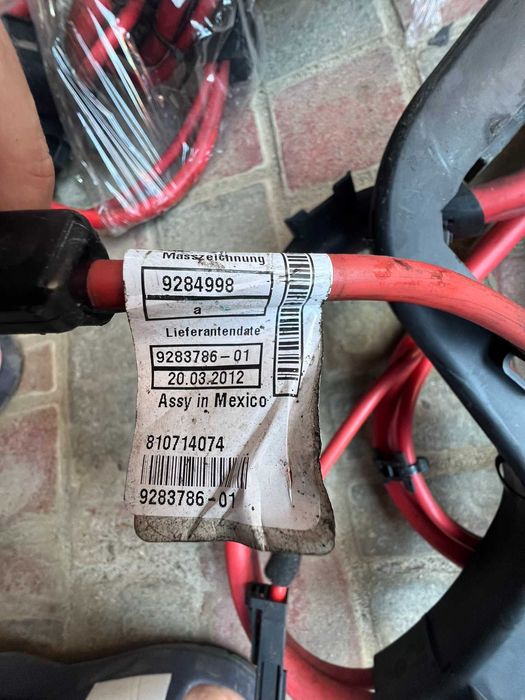 Masszeichnung
9284998
a
Lieferantendate
9283786-01
20.03.2012
Assy in Mexico
810714074
9283786-01